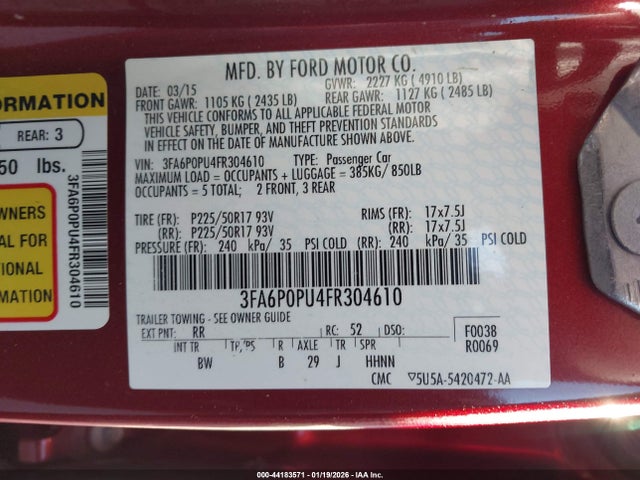 ORMATION
REAR: 3
50 lbs.
OWNERS
AL FOR
TIONAL
ATION
3FA6P0PU4FR304610
MFD. BY FORD MOTOR CO.
DATE: 03/15 GVWR: 2227 KG ( 4910 LB)
FRONT GAWR: 1105 KG ( 2435 LB) REAR GAWR: 1127 KG ( 2485 LB)
THIS VEHICLE CONFORMS TO ALL APPLICABLE FEDERAL MOTOR
VEHICLE SAFETY, BUMPER, AND THEFT PREVENTION STANDARDS
IN EFFECT ON THE DATE OF MANUFACTURE SHOWN ABOVE.
VIN: 3FA6P0PU4FR304610 TYPE: Passenger Car
MAXIMUM LOAD = OCCUPANTS + LUGGAGE = 385KG/ 850LB
OCCUPANTS = 5 TOTAL; 2 FRONT, 3 REAR
TIRE (FR): P225/50R17 93V RIMS (FR): 17x7.5J
(RR): P225/50R17 93V (RR): 17x7.5J
PRESSURE (FR): 240 kPa/ 35 PSI COLD (RR): 240 kPa/ 35 PSI COLD
3FA6P0PU4FR304610
TRAILER TOWING - SEE OWNER GUIDE
EXT PNT: RR RC: 52 DSO: F0038
INT TR TP/PS R AXLE TR SPR R0069
BW B 29 J HHNN
CMC 5U5A-5420472-AA
000-44183571 | 01/19/2026 | IAA Inc.